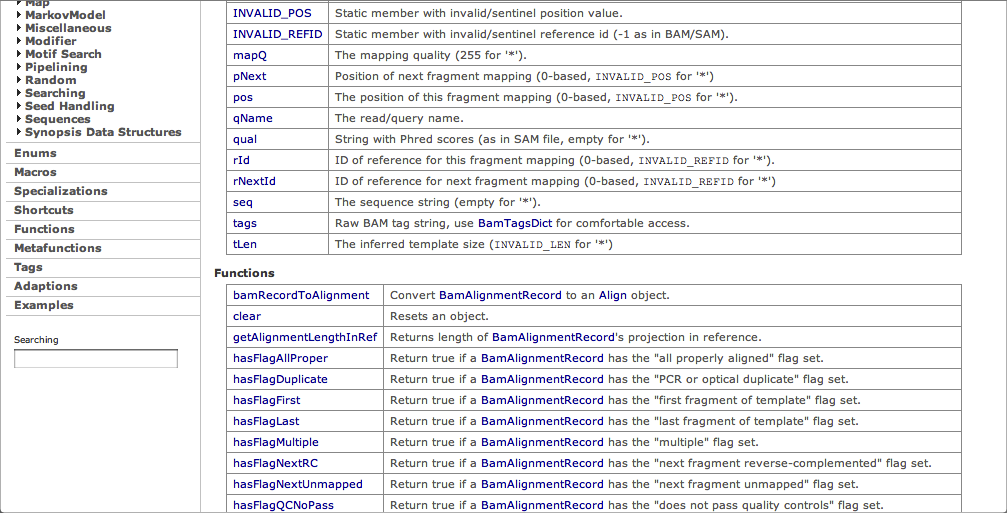 Map
MarkovModel
Miscellaneous
Modifier
Motif Search
Pipelining
Random
Searching
Seed Handling
Sequences
Synopsis Data Structures
Enums
Macros
Specializations
Shortcuts
Functions
Metafunctions
Tags
Adaptions
Examples
Searching
INVALID_POS Static member with invalid/sentinel position value.
INVALID_REFID Static member with invalid/sentinel reference id (-1 as in BAM/SAM).
mapQ The mapping quality (255 for '*').
pNext Position of next fragment mapping (0-based, INVALID_POS for '*')
pos The position of this fragment mapping (0-based, INVALID_POS for '*').
qName The read/query name.
qual String with Phred scores (as in SAM file, empty for '*').
rId ID of reference for this fragment mapping (0-based, INVALID_REFID for '*').
rNextId ID of reference for next fragment mapping (0-based, INVALID_REFID for '*')
seq The sequence string (empty for '*').
tags Raw BAM tag string, use BamTagsDict for comfortable access.
tLen The inferred template size (INVALID_LEN for '*')
Functions
bamRecordToAlignment Convert BamAlignmentRecord to an Align object.
clear Resets an object.
getAlignmentLengthInRef Returns length of BamAlignmentRecord's projection in reference.
hasFlagAllProper Return true if a BamAlignmentRecord has the "all properly aligned" flag set.
hasFlagDuplicate Return true if a BamAlignmentRecord has the "PCR or optical duplicate" flag set.
hasFlagFirst Return true if a BamAlignmentRecord has the "first fragment of template" flag set.
hasFlagLast Return true if a BamAlignmentRecord has the "last fragment of template" flag set.
hasFlagMultiple Return true if a BamAlignmentRecord has the "multiple" flag set.
hasFlagNextRC Return true if a BamAlignmentRecord has the "next fragment reverse-complemented" flag set.
hasFlagNextUnmapped Return true if a BamAlignmentRecord has the "next fragment unmapped" flag set.
hasFlagQCNoPass Return true if a BamAlignmentRecord has the "does not pass quality controls" flag set.